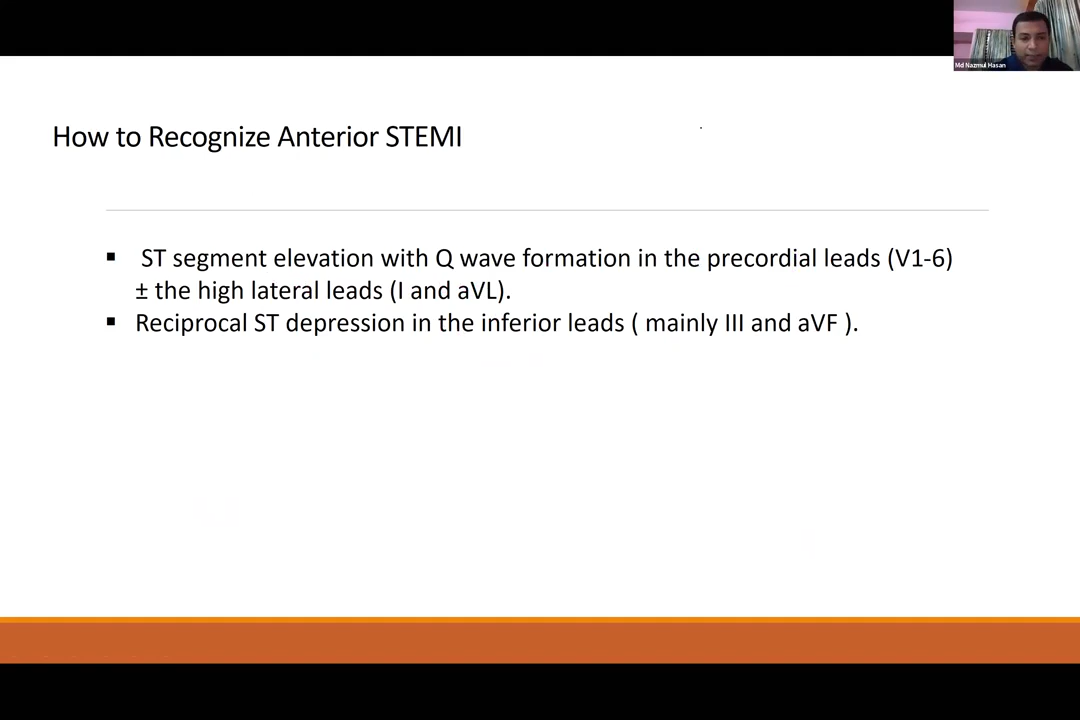 Md Nazmul Hasan
How to Recognize Anterior STEMI
▪ ST segment elevation with Q wave formation in the precordial leads (V1-6)
± the high lateral leads (I and aVL).
▪ Reciprocal ST depression in the inferior leads ( mainly III and aVF ).